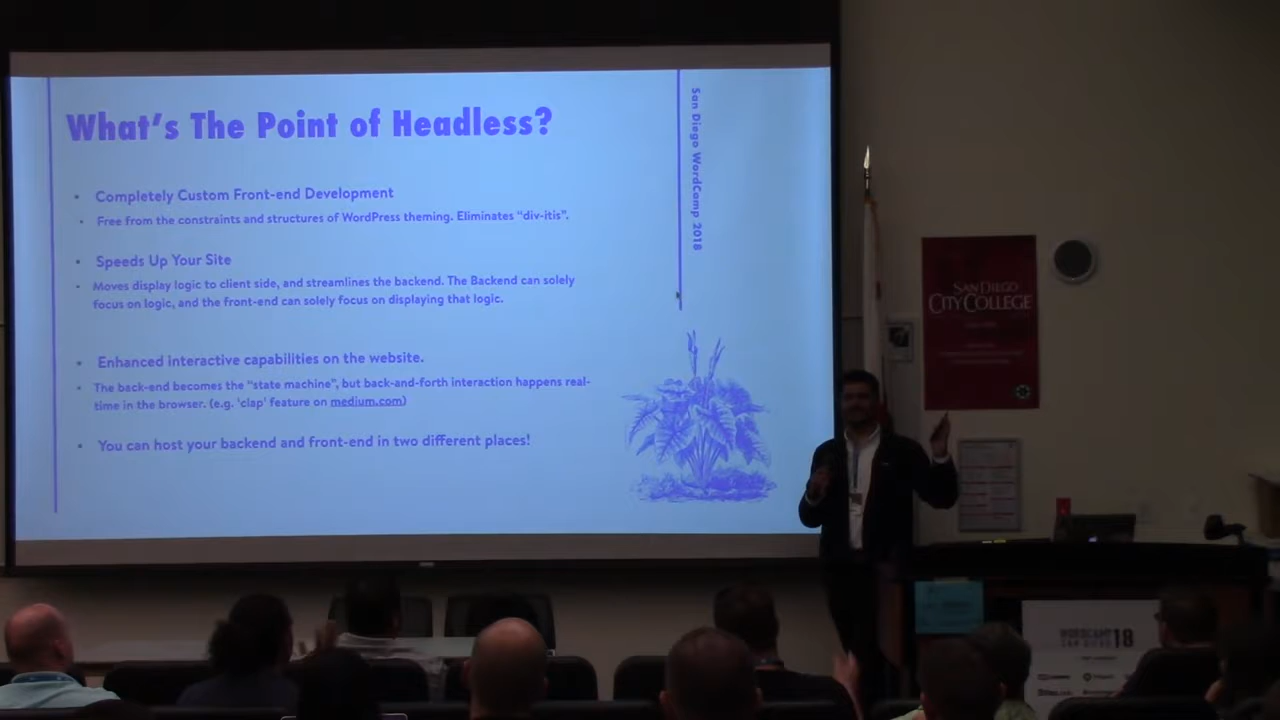 What's The Point of Headless?
• Completely Custom Front-end Development
• Free from the constraints and structures of WordPress theming. Eliminates “div-itis”.
• Speeds Up Your Site
• Moves display logic to client side, and streamlines the backend. The Backend can solely
focus on logic, and the front-end can solely focus on displaying that logic.
• Enhanced interactive capabilities on the website.
• The back-end becomes the “state machine”, but back-and-forth interaction happens real-
time in the browser. (e.g. 'clap' feature on medium.com)
• You can host your backend and front-end in two different places!
San Diego WordCamp 2018
SAN DIEGO
CITY COLLEGE
WORDCAMP
SAN DIEGO 18